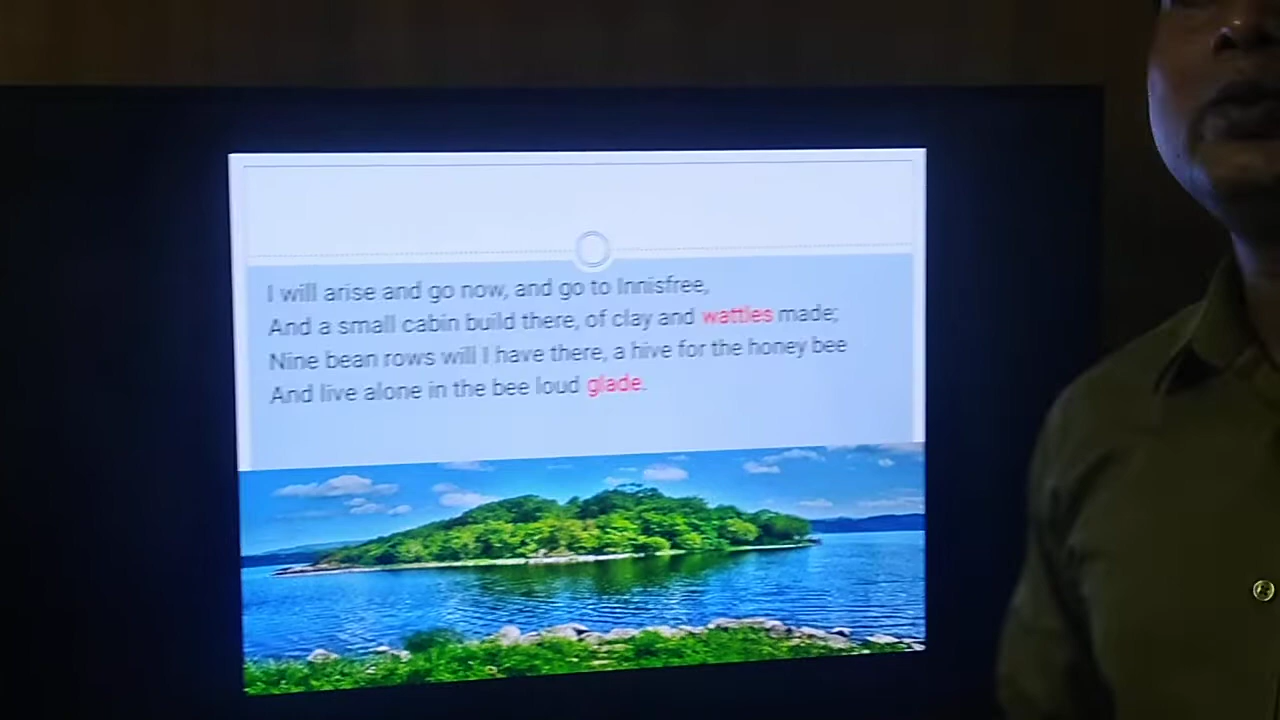 I will arise and go now, and go to Innisfree,
And a small cabin build there, of clay and wattles made;
Nine bean rows will I have there, a hive for the honey bee
And live alone in the bee loud glade.